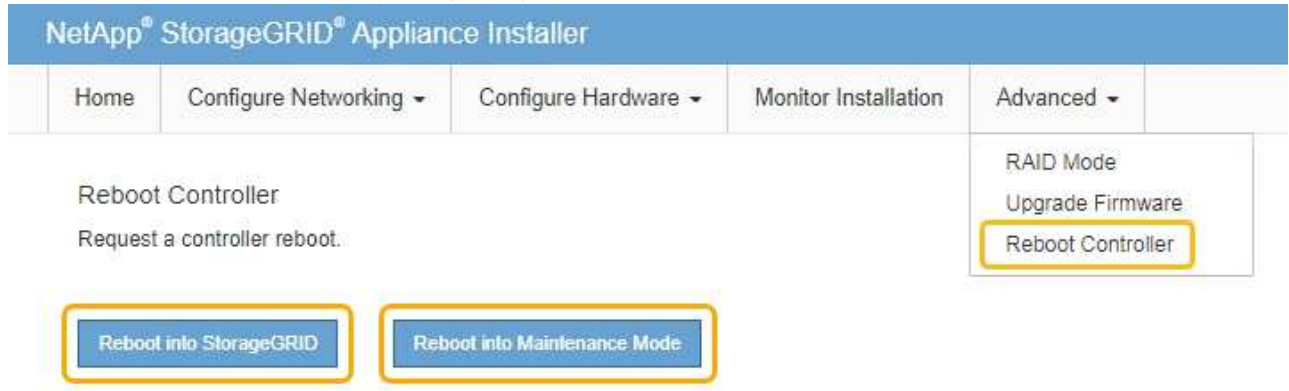 NetApp® StorageGRID® Appliance Installer
Home Configure Networking Configure Hardware Monitor Installation Advanced
RAID Mode
Upgrade Firmware
Reboot Controller
Reboot Controller
Request a controller reboot.
Reboot into StorageGRID Reboot into Maintenance Mode